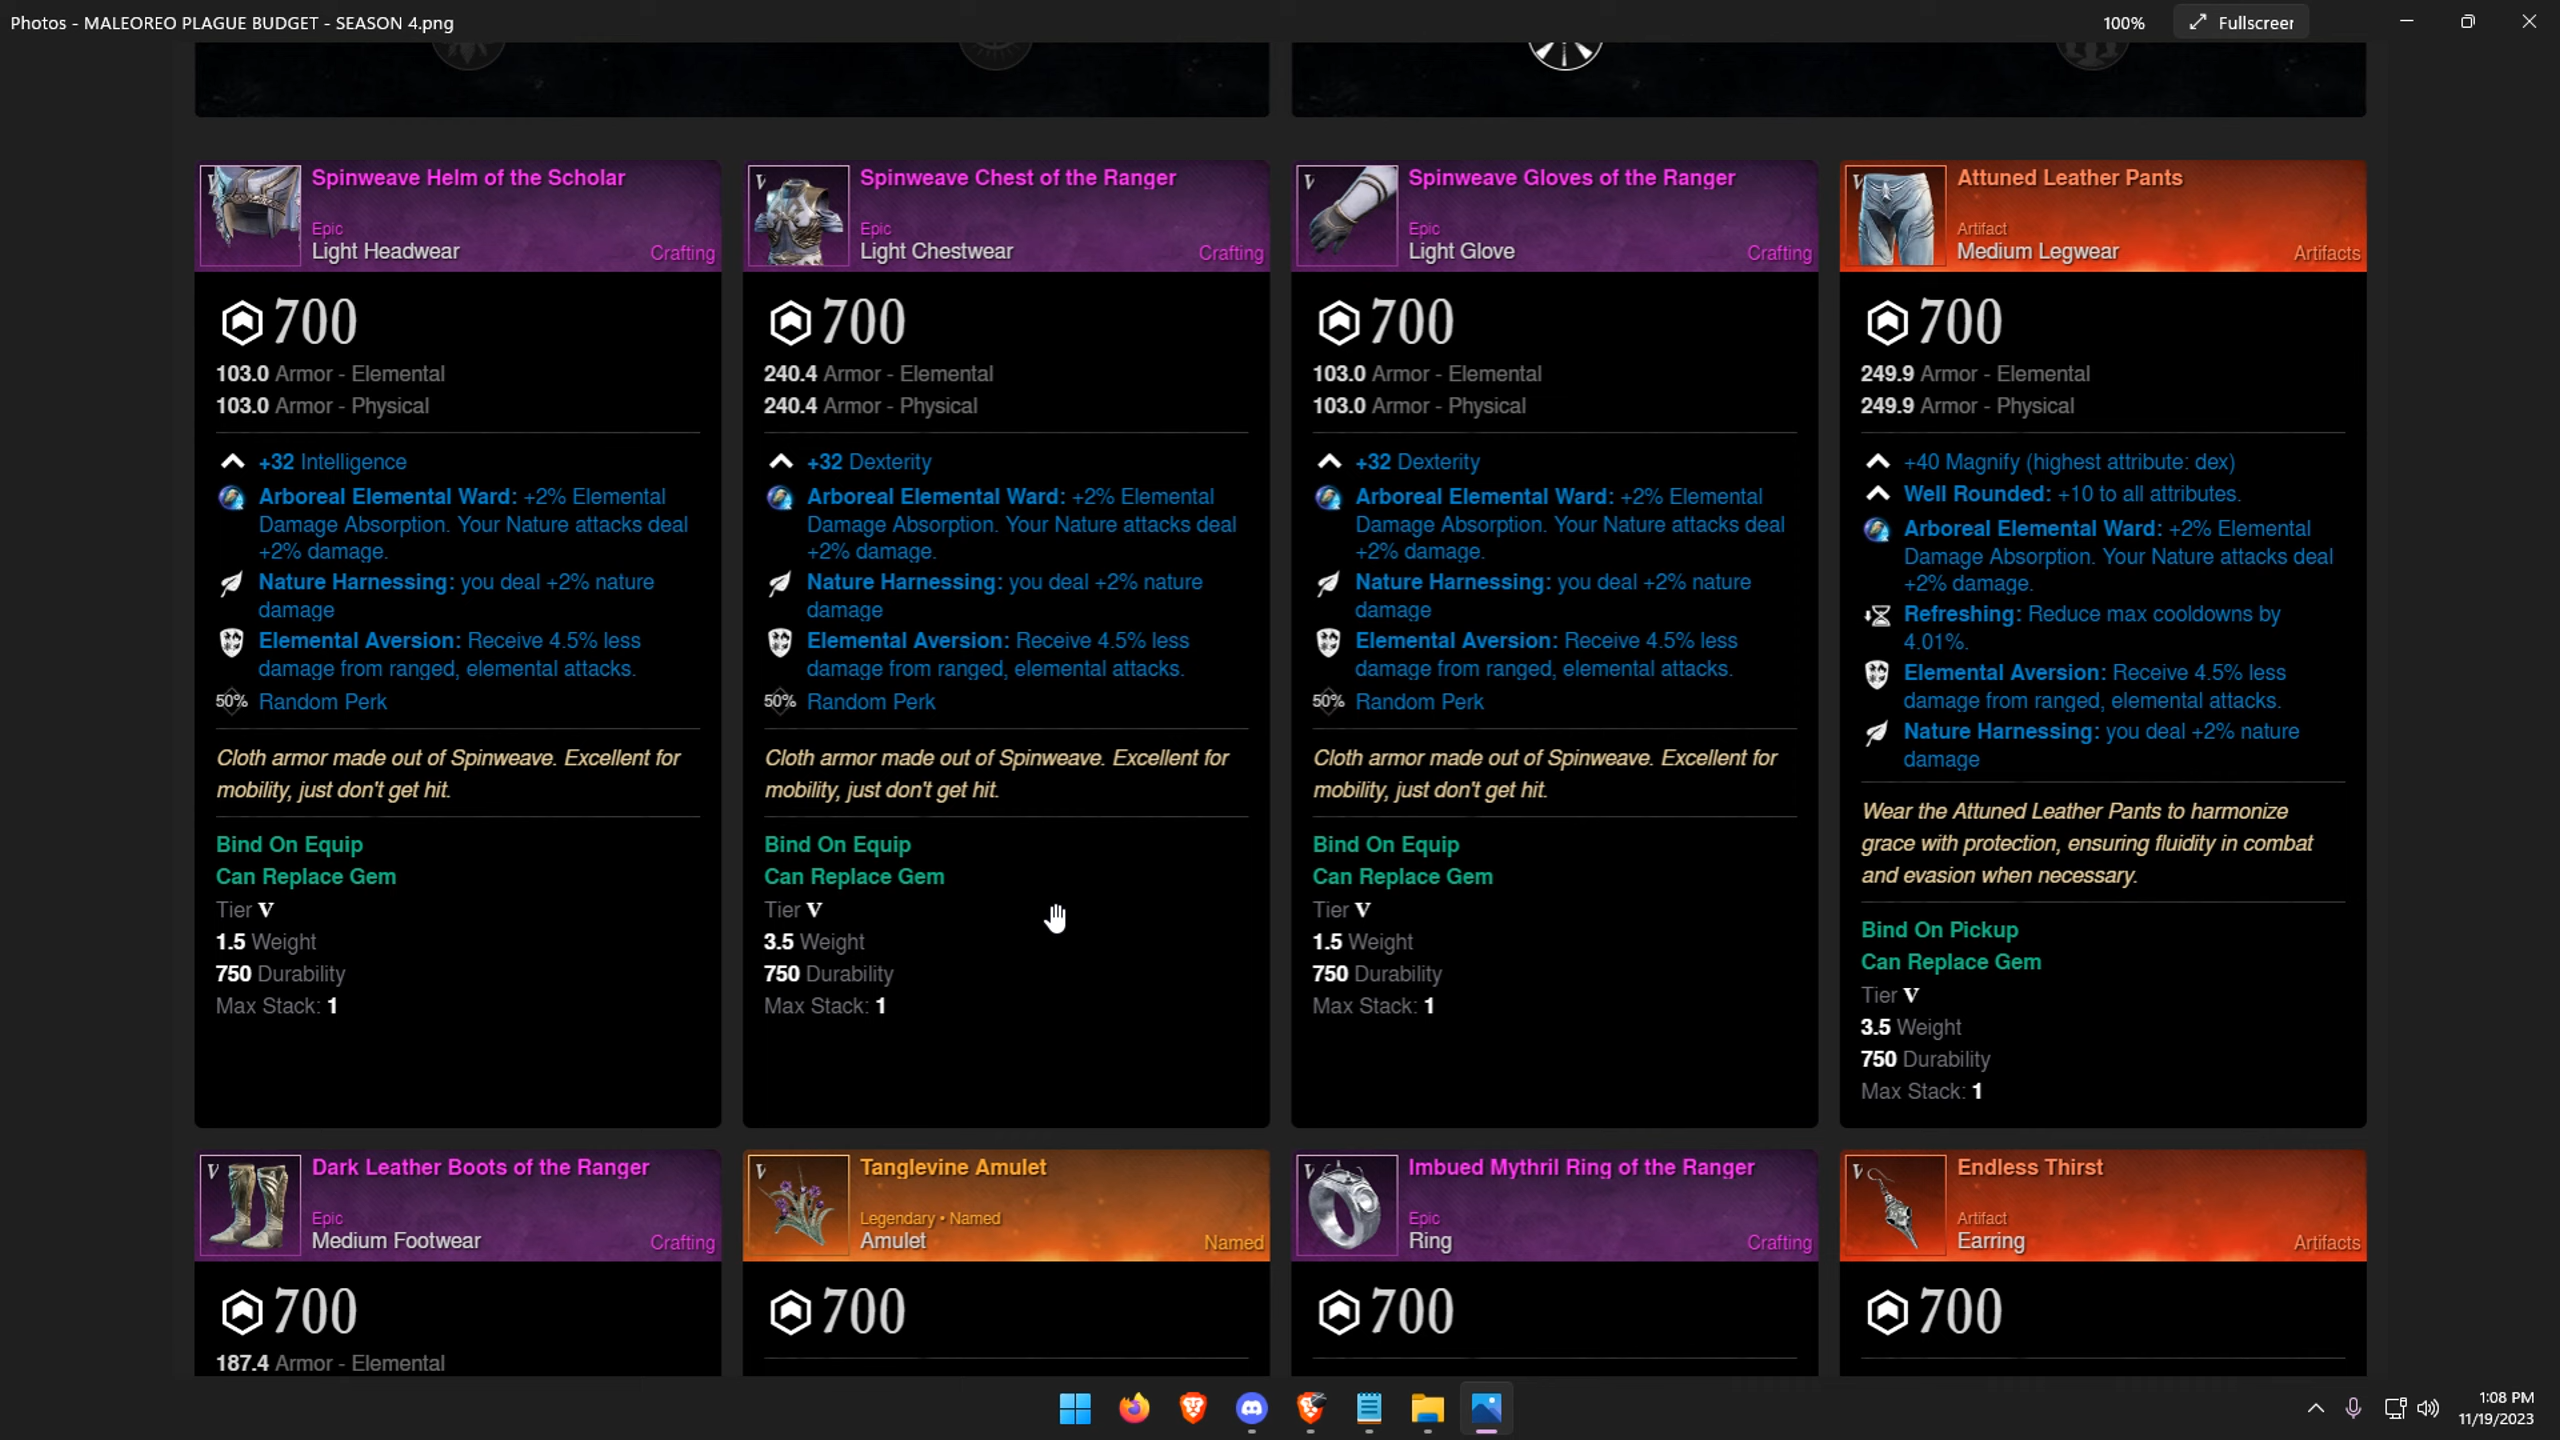 Photos - MALEOREO PLAGUE BUDGET - SEASON 4.png
100%
Fullscreen
V
Spinweave Helm of the Scholar
Epic
Light Headwear
Crafting
700
103.0 Armor - Elemental
103.0 Armor - Physical
+32 Intelligence
Arboreal Elemental Ward: +2% Elemental
Damage Absorption. Your Nature attacks deal
+2% damage.
Nature Harnessing: you deal +2% nature
damage
Elemental Aversion: Receive 4.5% less
damage from ranged, elemental attacks.
50% Random Perk
Cloth armor made out of Spinweave. Excellent for
mobility, just don't get hit.
Bind On Equip
Can Replace Gem
Tier V
1.5 Weight
750 Durability
Max Stack: 1
V
Spinweave Chest of the Ranger
Epic
Light Chestwear
Crafting
700
240.4 Armor - Elemental
240.4 Armor - Physical
+32 Dexterity
Arboreal Elemental Ward: +2% Elemental
Damage Absorption. Your Nature attacks deal
+2% damage.
Nature Harnessing: you deal +2% nature
damage
Elemental Aversion: Receive 4.5% less
damage from ranged, elemental attacks.
50% Random Perk
Cloth armor made out of Spinweave. Excellent for
mobility, just don't get hit.
Bind On Equip
Can Replace Gem
Tier V
3.5 Weight
750 Durability
Max Stack: 1
V
Spinweave Gloves of the Ranger
Epic
Light Glove
Crafting
700
103.0 Armor - Elemental
103.0 Armor - Physical
+32 Dexterity
Arboreal Elemental Ward: +2% Elemental
Damage Absorption. Your Nature attacks deal
+2% damage.
Nature Harnessing: you deal +2% nature
damage
Elemental Aversion: Receive 4.5% less
damage from ranged, elemental attacks.
50% Random Perk
Cloth armor made out of Spinweave. Excellent for
mobility, just don't get hit.
Bind On Equip
Can Replace Gem
Tier V
1.5 Weight
750 Durability
Max Stack: 1
V
Attuned Leather Pants
Artifact
Medium Legwear
Artifacts
700
249.9 Armor - Elemental
249.9 Armor - Physical
+40 Magnify (highest attribute: dex)
Well Rounded: +10 to all attributes.
Arboreal Elemental Ward: +2% Elemental
Damage Absorption. Your Nature attacks deal
+2% damage.
Refreshing: Reduce max cooldowns by
4.01%.
Elemental Aversion: Receive 4.5% less
damage from ranged, elemental attacks.
Nature Harnessing: you deal +2% nature
damage
Wear the Attuned Leather Pants to harmonize
grace with protection, ensuring fluidity in combat
and evasion when necessary.
Bind On Pickup
Can Replace Gem
Tier V
3.5 Weight
750 Durability
Max Stack: 1
V
Dark Leather Boots of the Ranger
Epic
Medium Footwear
Crafting
700
187.4 Armor - Elemental
V
Tanglevine Amulet
Legendary • Named
Amulet
Named
700
V
Imbued Mythril Ring of the Ranger
Epic
Ring
Crafting
700
V
Endless Thirst
Artifact
Earring
Artifacts
700
1:08 PM
11/19/2023